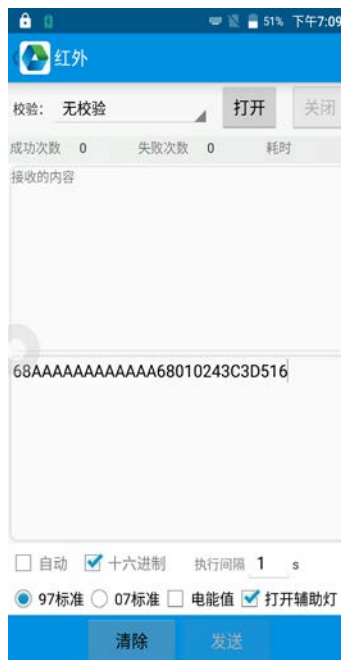 51% 下午7:09
红外
校验: 无校验 打开 关闭
成功次数 0 失败次数 0 耗时
接收的内容
68AAAAAAAAAAAA68010243C3D516
自动 十六进制 执行间隔 1 s
97标准 07标准 电能值 打开辅助灯
清除 发送